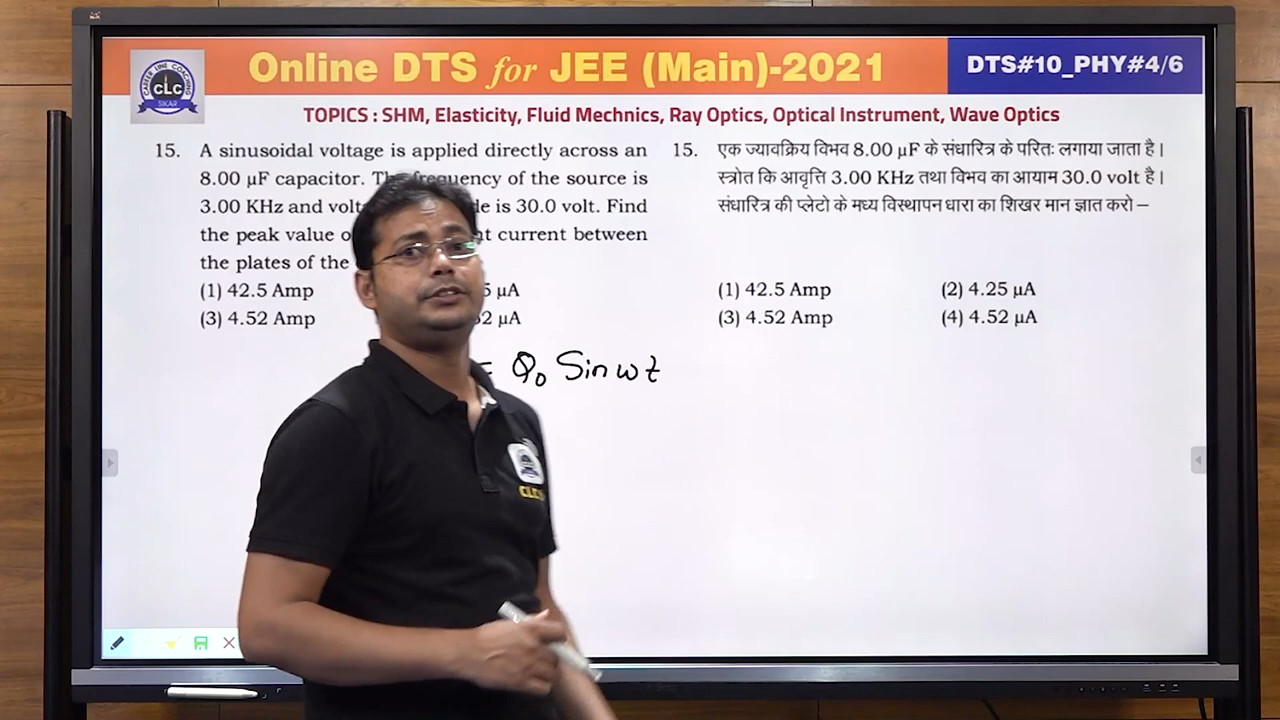 Online DTS for JEE (Main)-2021
DTS#10_PHY#4/6
CAREER LINE COACHING
CLC
SIKAR
TOPICS : SHM, Elasticity, Fluid Mechnics, Ray Optics, Optical Instrument, Wave Optics
15. A sinusoidal voltage is applied directly across an
8.00 µF capacitor. The frequency of the source is
3.00 KHz and is 30.0 volt. Find
the peak value current between
the plates of the
(1) 42.5 Amp µA
(3) 4.52 Amp µA
= Q₀ Sin ωt
15. एक ज्यावक्रिय विभव 8.00 µF के संधारित्र के परितः लगाया जाता है।
स्त्रोत कि आवृत्ति 3.00 KHz तथा विभव का आयाम 30.0 volt है।
संधारित्र की प्लेटो के मध्य विस्थापन धारा का शिखर मान ज्ञात करो –
(1) 42.5 Amp (2) 4.25 µA
(3) 4.52 Amp (4) 4.52 µA
CLC